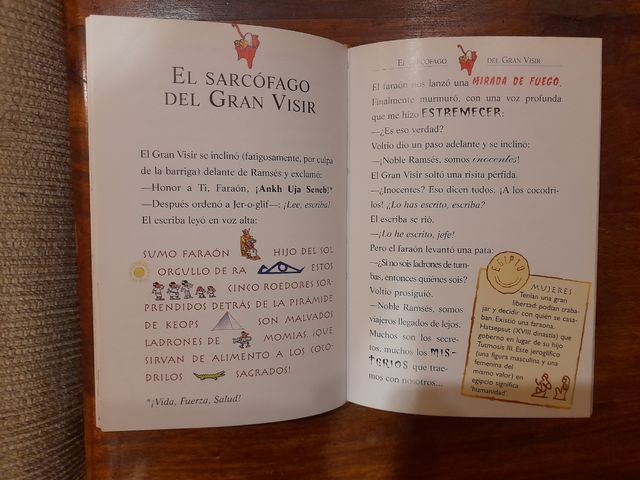 EL SARCÓFAGO
DEL GRAN VISIR
El Gran Visir se inclinó (fatigosamente, por culpa
de la barriga) delante de Ramsés y exclamó:
—Honor a Ti, Faraón, ¡Ankh Uja Seneb!*
—Después ordenó a Jer-o-glif—: ¡Lee, escriba!
El escriba leyó en voz alta:
SUMO FARAÓN HIJO DEL SOL
ORGULLO DE RA ESTOS
CINCO ROEDORES SOR-
PRENDIDOS DETRÁS DE LA PIRÁMIDE
DE KEOPS SON MALVADOS
LADRONES DE MOMIAS. ¡QUE
SIRVAN DE ALIMENTO A LOS COCO-
DRILOS SAGRADOS!
*¡Vida, Fuerza, Salud!
EL SARCÓFAGO DEL GRAN VISIR
El faraón nos lanzó una MIRADA DE FUEGO.
Finalmente murmuró, con una voz profunda
que me hizo ESTREMECER:
—¿Es eso verdad?
Voltio dio un paso adelante y se inclinó:
—¡Noble Ramsés, somos inocentes!
El Gran Visir soltó una risita pérfida.
—¿Inocentes? Eso dicen todos. ¡A los cocodri-
los! ¿Lo has escrito, escriba?
El escriba se rió.
—¡Lo he escrito, jefe!
Pero el faraón levantó una pata:
—¿Si no sois ladrones de tum-
bas, entonces quiénes sois?
Voltio prosiguió.
—Noble Ramsés, somos
viajeros llegados de lejos.
Muchos son los secre-
tos, muchos los MIS-
TERIOS que trae-
mos con nosotros...
EGIPTO
MUJERES
Tenían una gran
libertad: podían traba-
jar y decidir con quién se casa-
ban. Existió una faraona,
Hatsepsut (XVIII dinastía) que
gobernó en lugar de su hijo
Tutmosis III. Este jeroglífico
(una figura masculina y una
femenina del
mismo valor) en
egipcio significa
'humanidad'.